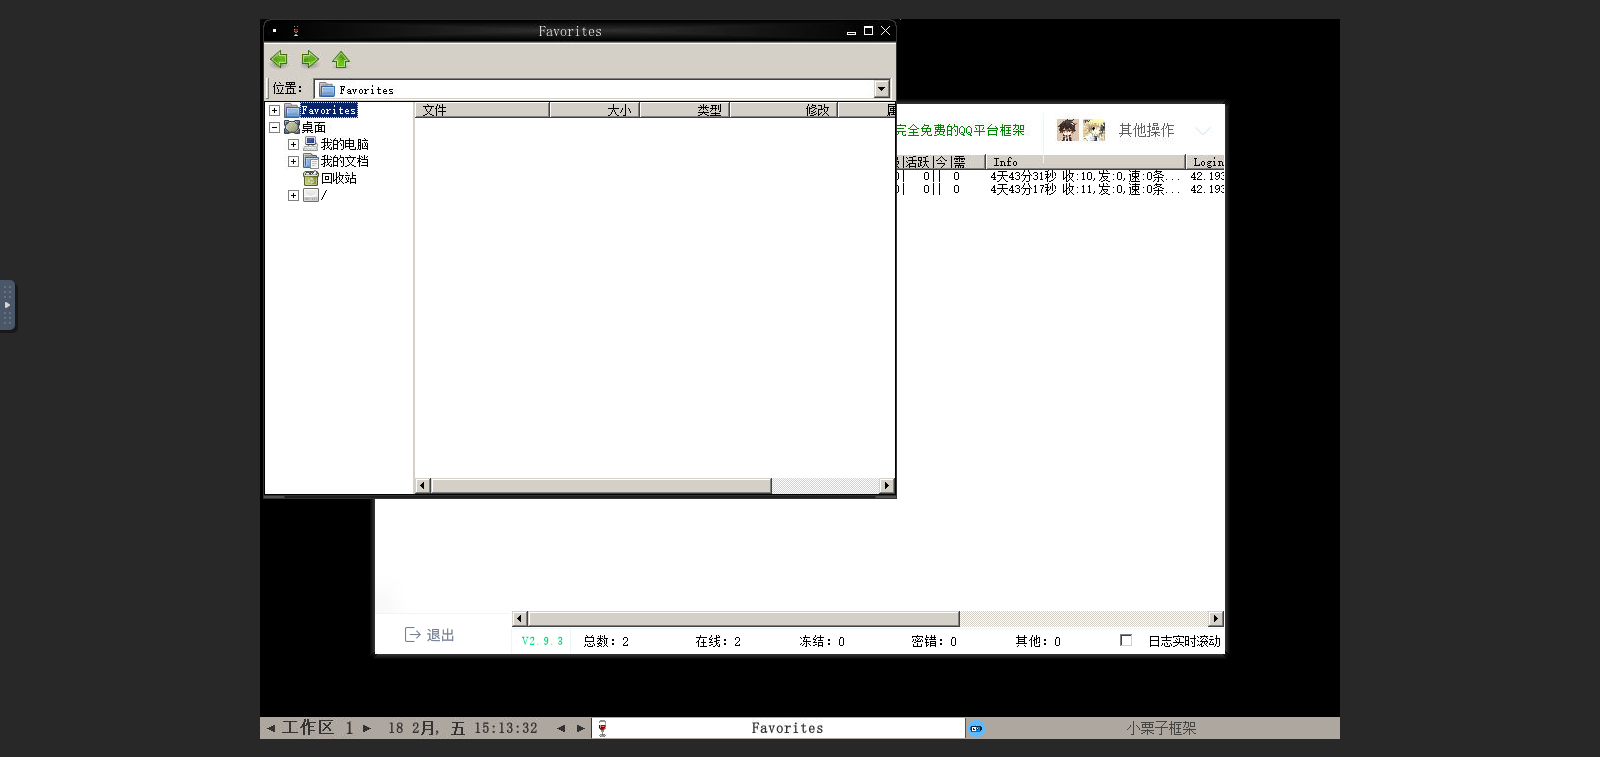 Favorites
位置:
Favorites
Favorites
桌面
我的电脑
我的文档
回收站
/
文件 大小 类型 修改
完全免费的QQ平台框架
其他操作
活跃 今 需 Info Login
0| 0| | 0 4天43分31秒 收:10,发:0,速:0条... 42.193
0| 0| | 0 4天43分17秒 收:11,发:0,速:0条... 42.193
退出
V2.9.3 总数: 2 在线: 2 冻结: 0 密错: 0 其他: 0 日志实时滚动
工作区 1 18 2月, 五 15:13:32 Favorites 小栗子框架